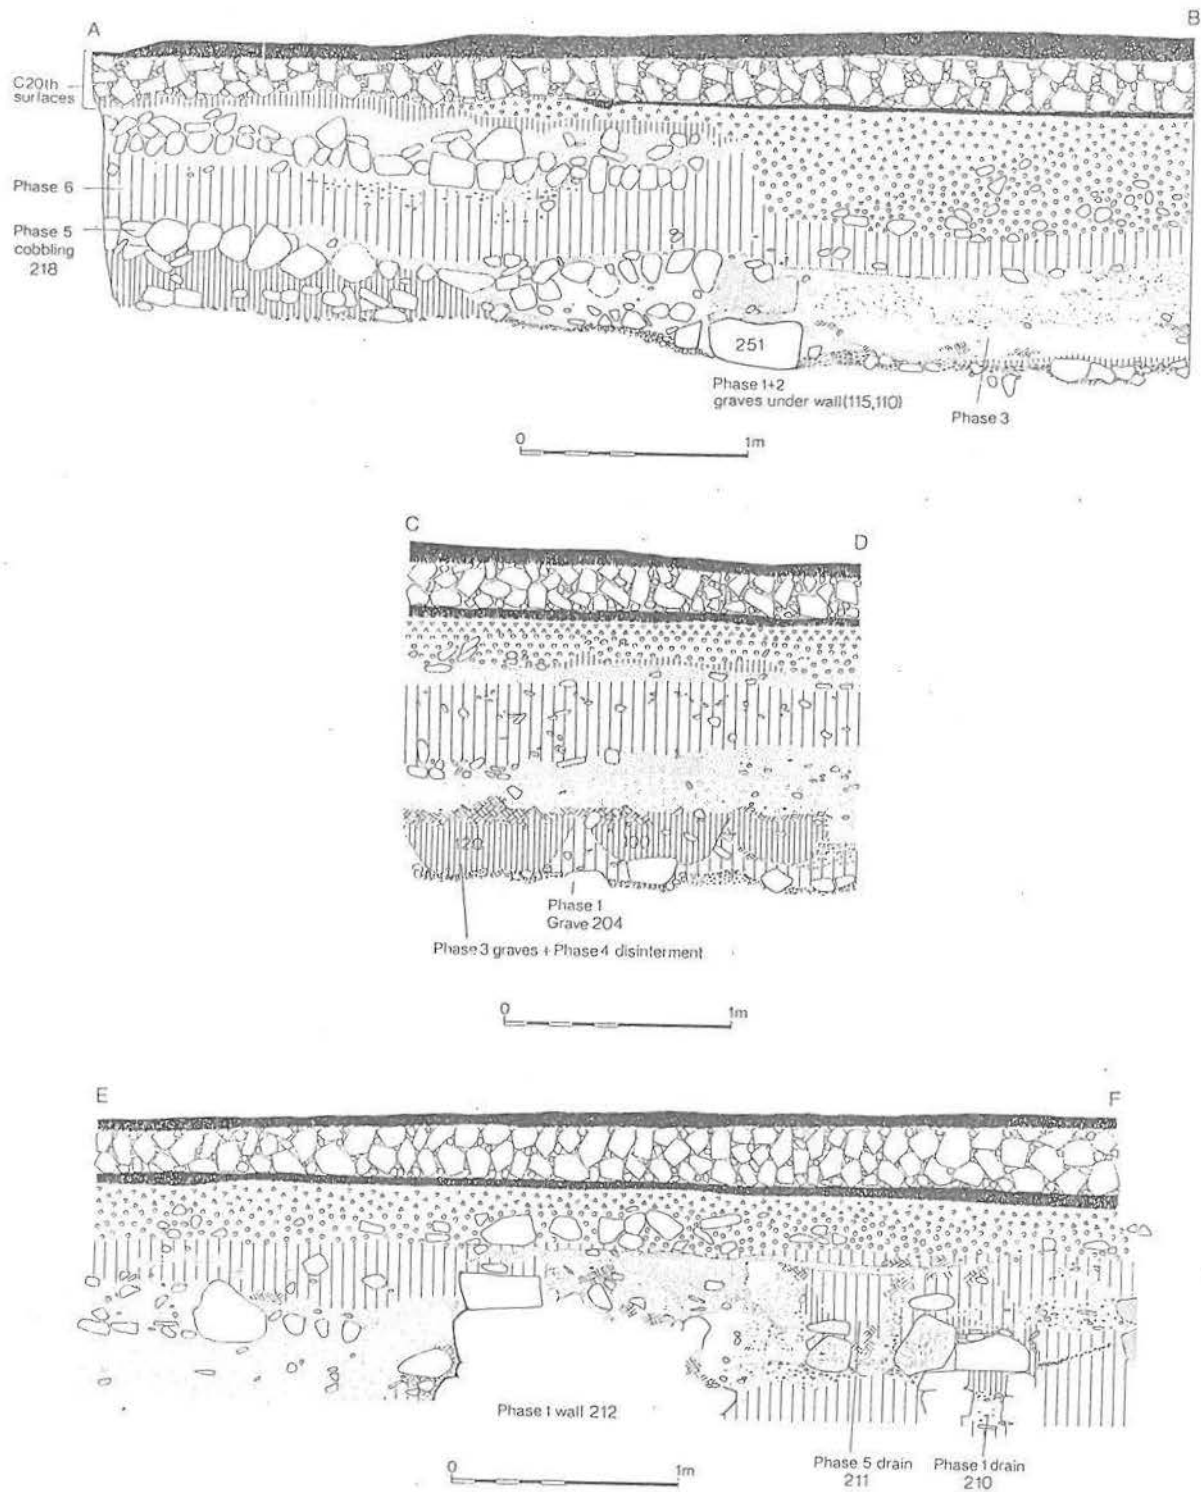 A
B
C20th
surfaces
Phase 6
Phase 5
cobbling
218
251
Phase 1+2
graves under wall (115,110)
Phase 3
0 1m
C
D
120
100
Phase 1
Grave 204
Phase 3 graves + Phase 4 disinterment
0 1m
E
F
8
Phase 1 wall 212
Phase 5 drain
211
Phase 1 drain
210
0 1m